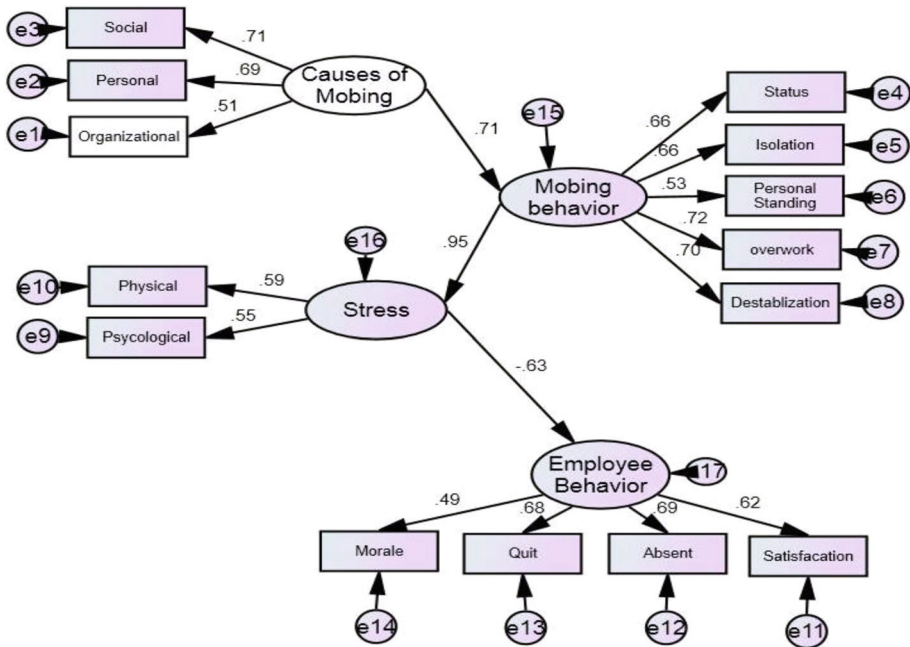 e3
Social
.71
e2
Personal
.69
Causes of
Mobing
e1
Organizational
.51
.71
e15
Status
e4
.66
Isolation
e5
.66
Mobing
behavior
.53
Personal
Standing
e6
.72
overwork
e7
.70
Destablization
e8
.95
e16
e10
Physical
.59
Stress
e9
Psycological
.55
-.63
Employee
Behavior
17
.49
.68
.69
.62
Morale
Quit
Absent
Satisfacation
e14
e13
e12
e11